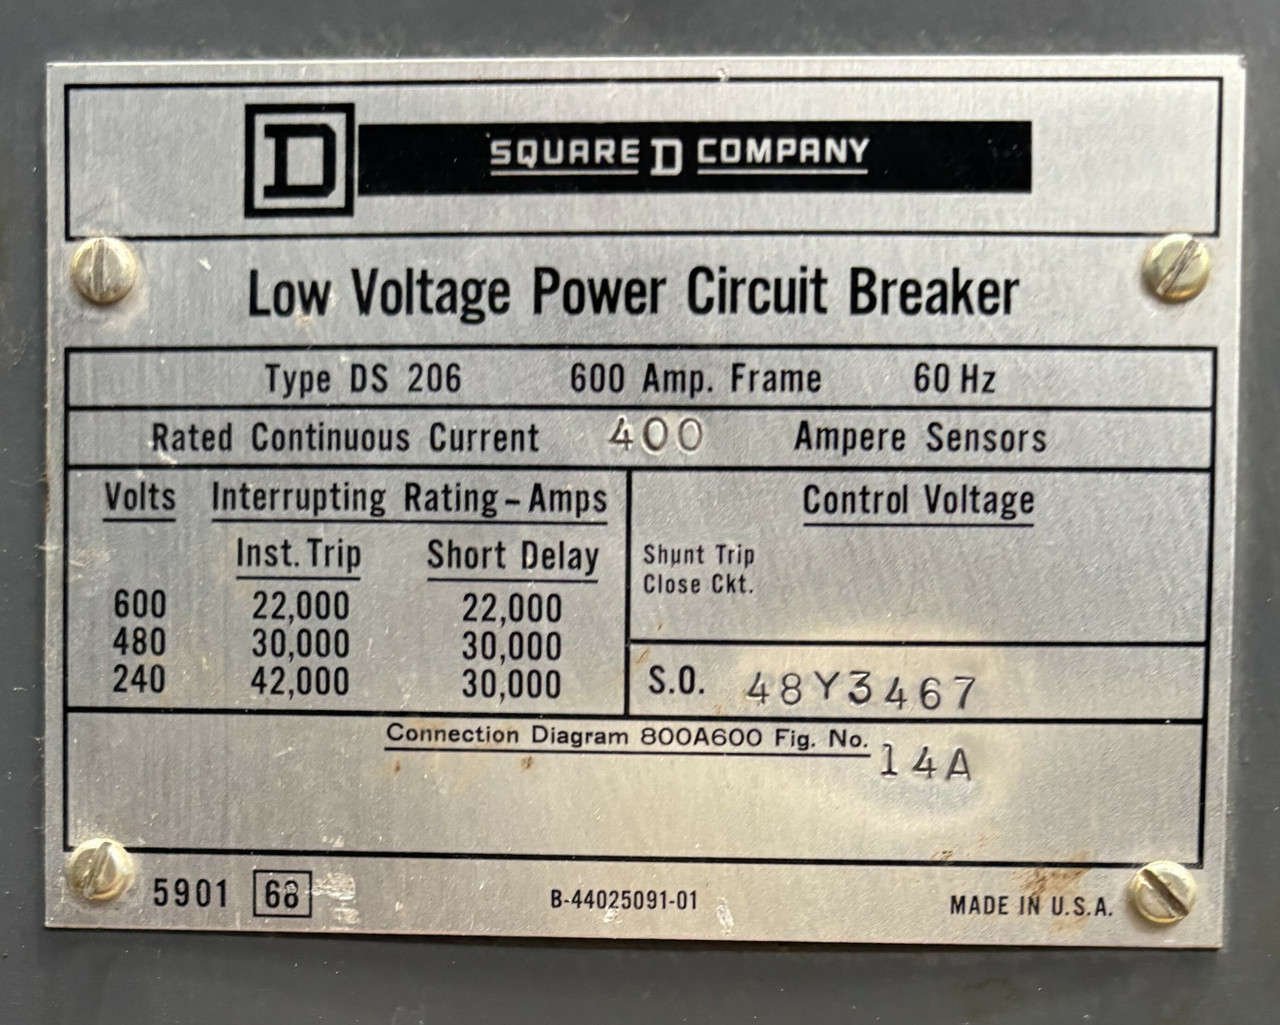 D SQUARE D COMPANY
Low Voltage Power Circuit Breaker
Type DS 206 600 Amp. Frame 60 Hz
Rated Continuous Current 400 Ampere Sensors
Volts Interrupting Rating – Amps
Inst. Trip Short Delay
600 22,000 22,000
480 30,000 30,000
240 42,000 30,000
Control Voltage
Shunt Trip
Close Ckt.
S.O. 48Y3467
Connection Diagram 800A600 Fig. No. 14A
5901 68 B-44025091-01 MADE IN U.S.A.